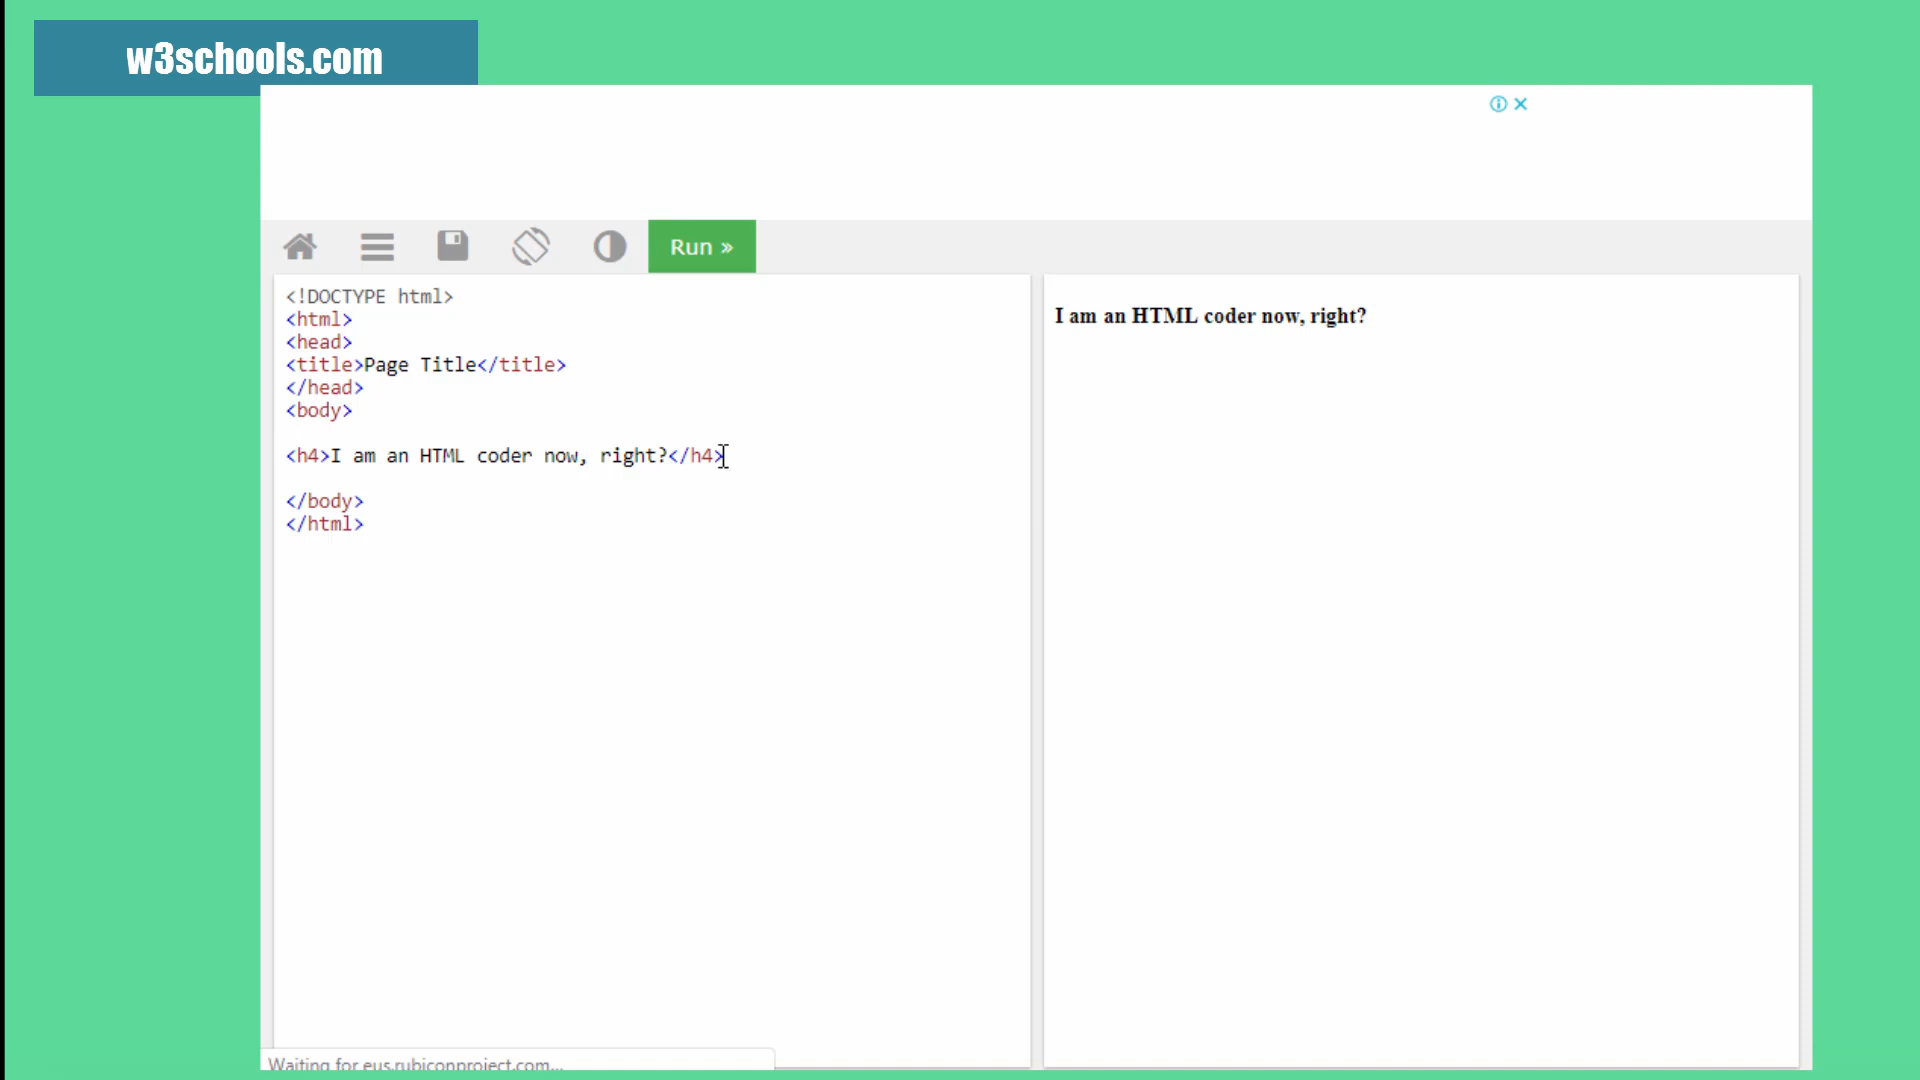 w3schools.com
Run »
<!DOCTYPE html>
<html>
<head>
<title>Page Title</title>
</head>
<body>
<h4>I am an HTML coder now, right?</h4>
</body>
</html>
I am an HTML coder now, right?
Waiting for eus.rubiconproject.com...